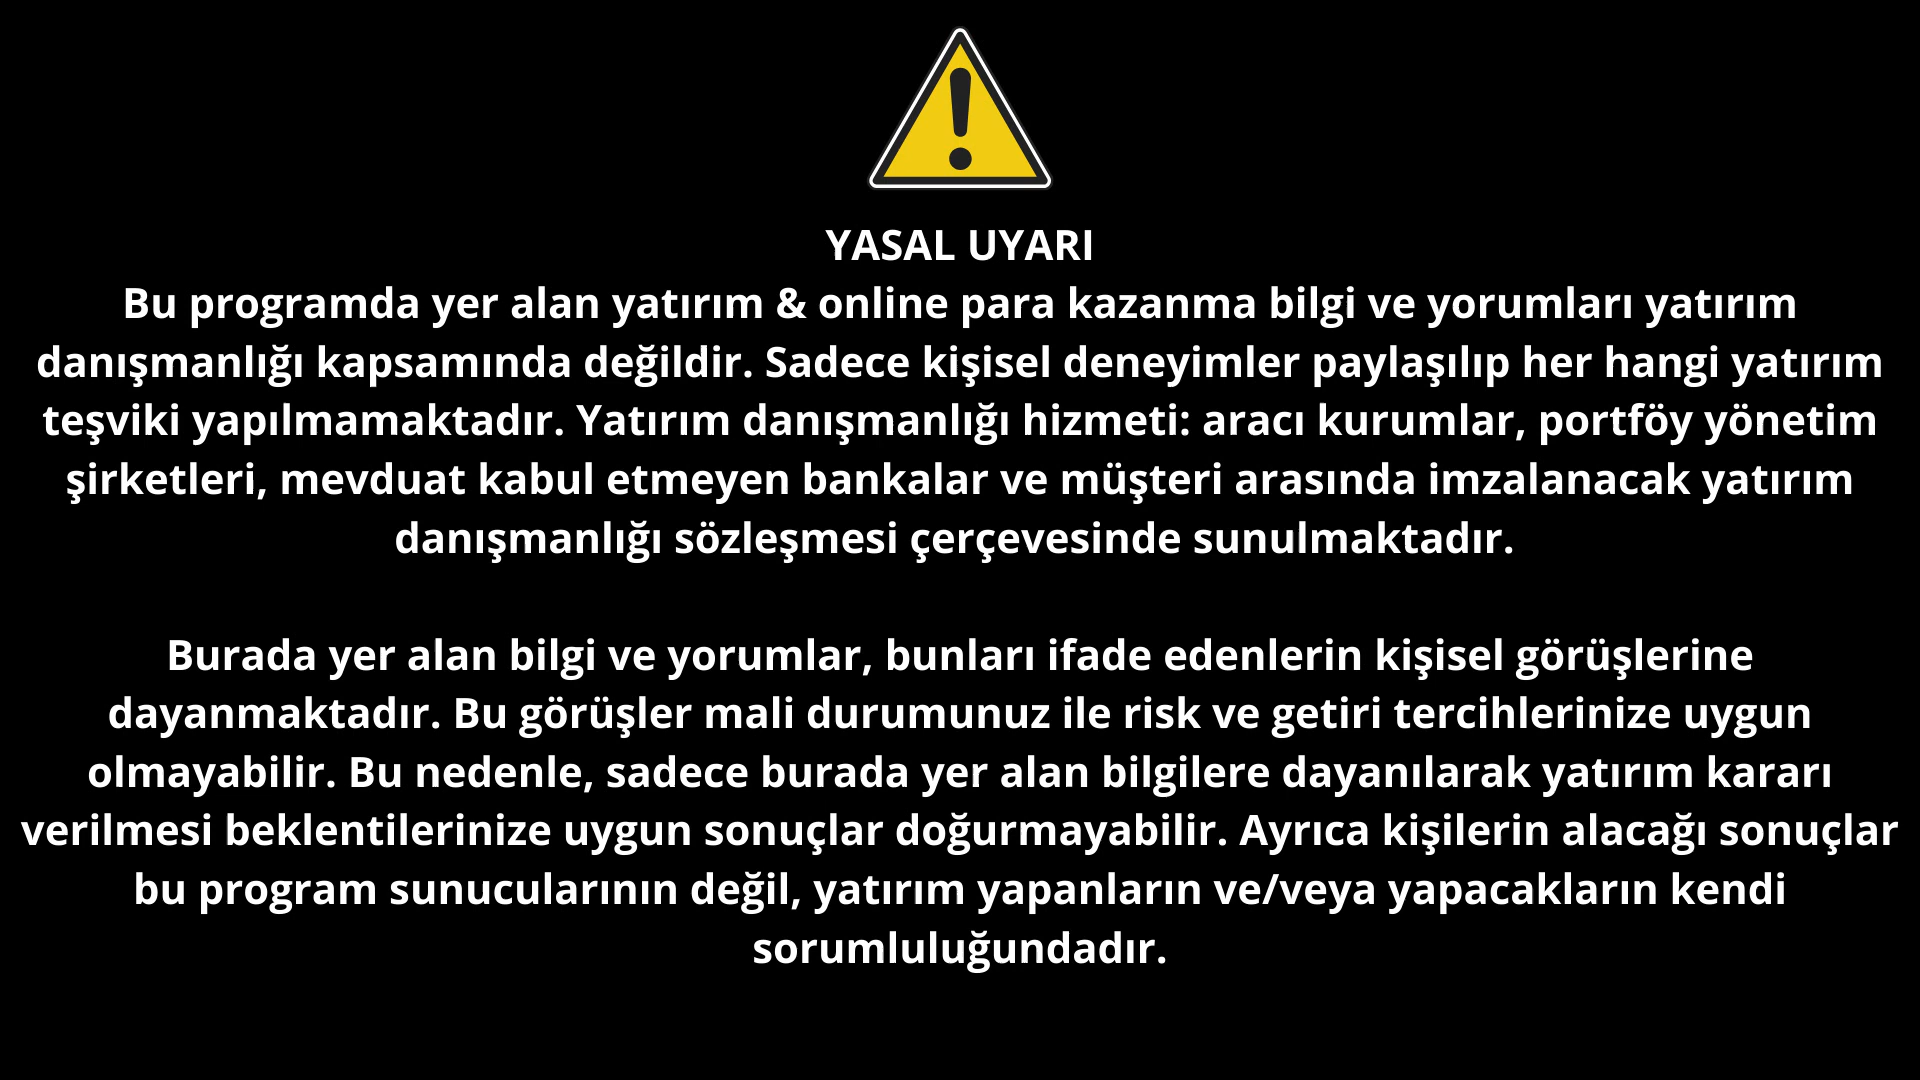 YASAL UYARI
Bu programda yer alan yatırım & online para kazanma bilgi ve yorumları yatırım
danışmanlığı kapsamında değildir. Sadece kişisel deneyimler paylaşılıp her hangi yatırım
teşviki yapılmamaktadır. Yatırım danışmanlığı hizmeti: aracı kurumlar, portföy yönetim
şirketleri, mevduat kabul etmeyen bankalar ve müşteri arasında imzalanacak yatırım
danışmanlığı sözleşmesi çerçevesinde sunulmaktadır.
Burada yer alan bilgi ve yorumlar, bunları ifade edenlerin kişisel görüşlerine
dayanmaktadır. Bu görüşler mali durumunuz ile risk ve getiri tercihlerinize uygun
olmayabilir. Bu nedenle, sadece burada yer alan bilgilere dayanılarak yatırım kararı
verilmesi beklentilerinize uygun sonuçlar doğurmayabilir. Ayrıca kişilerin alacağı sonuçlar
bu program sunucularının değil, yatırım yapanların ve/veya yapacakların kendi
sorumluluğundadır.